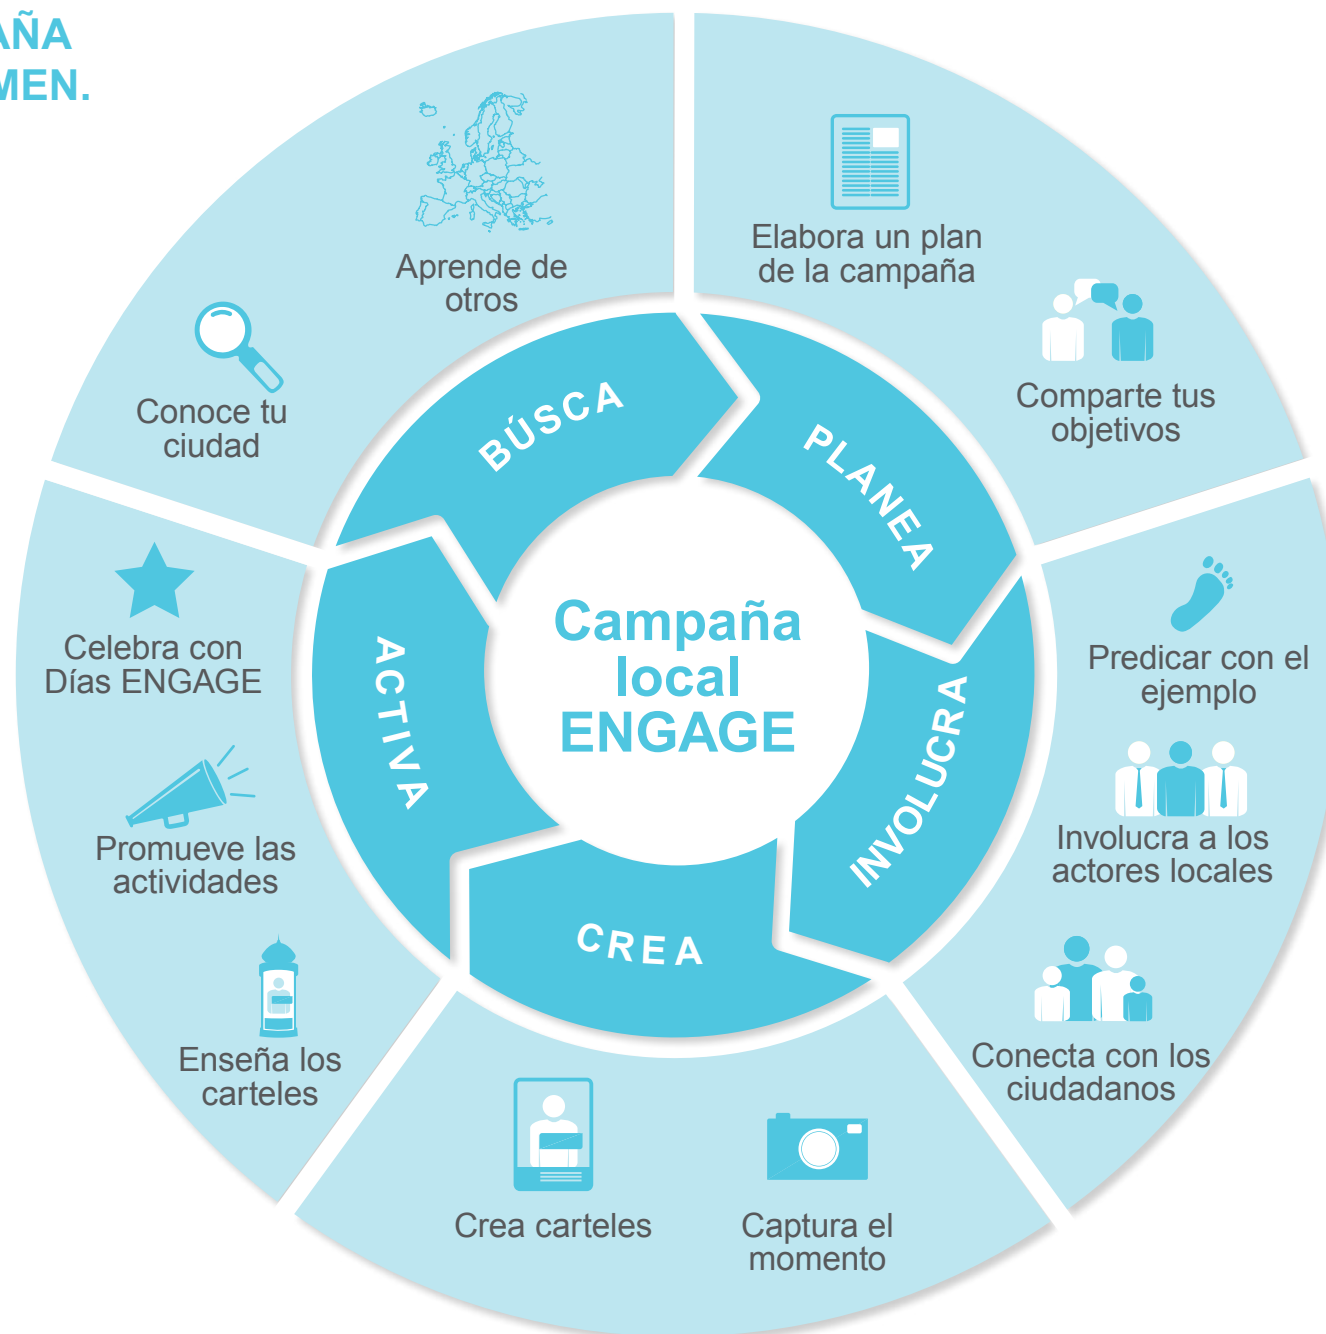 AÑA
MEN.
Aprende de
otros
Conoce tu
ciudad
Elabora un plan
de la campaña
Comparte tus
objetivos
BÚSCA
PLANEA
INVOLUCRA
CREA
ACTIVA
Campaña
local
ENGAGE
Predicar con el
ejemplo
Involucra a los
actores locales
Conecta con los
ciudadanos
Captura el
momento
Crea carteles
Enseña los
carteles
Promueve las
actividades
Celebra con
Días ENGAGE